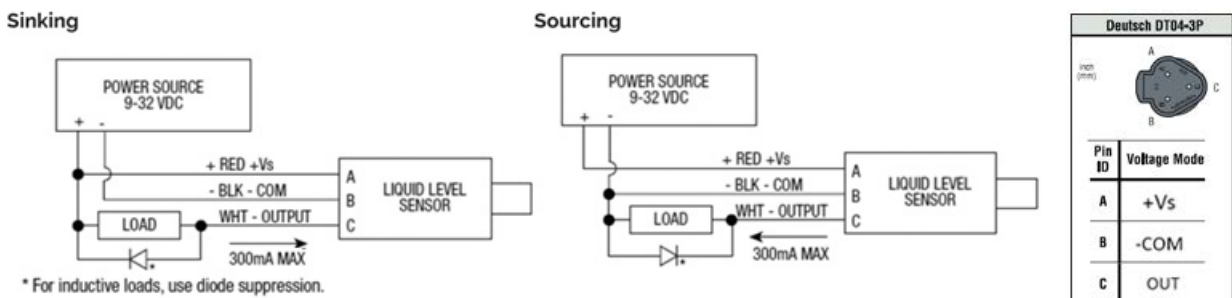 Sinking
POWER SOURCE
9-32 VDC
+ -
+ RED +Vs
- BLK - COM
WHT - OUTPUT
A
B
C
LIQUID LEVEL
SENSOR
LOAD
*
300mA MAX
* For inductive loads, use diode suppression.
Sourcing
POWER SOURCE
9-32 VDC
+ -
+ RED +Vs
- BLK - COM
WHT - OUTPUT
A
B
C
LIQUID LEVEL
SENSOR
LOAD
*
300mA MAX
Deutsch DT04-3P
inch
(mm)
A
C
B
Pin
ID
Voltage Mode
A +Vs
B -COM
C OUT